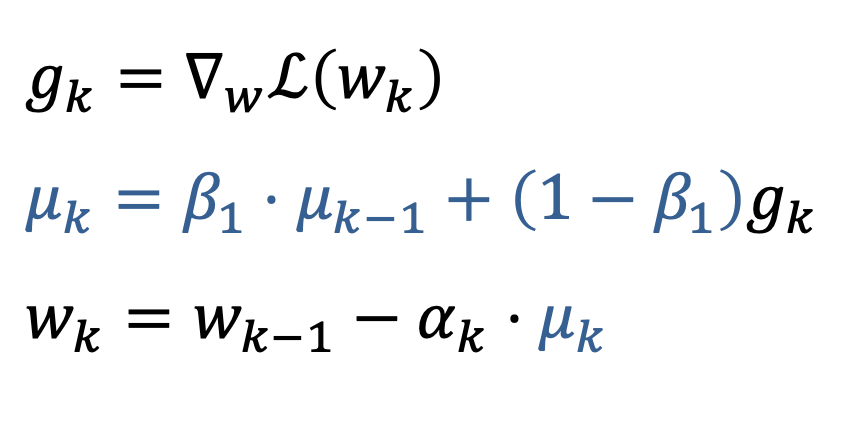 g_k = ∇_w ℒ(w_k)
μ_k = β_1 · μ_{k−1} + (1 − β_1)g_k
w_k = w_{k−1} − α_k · μ_k